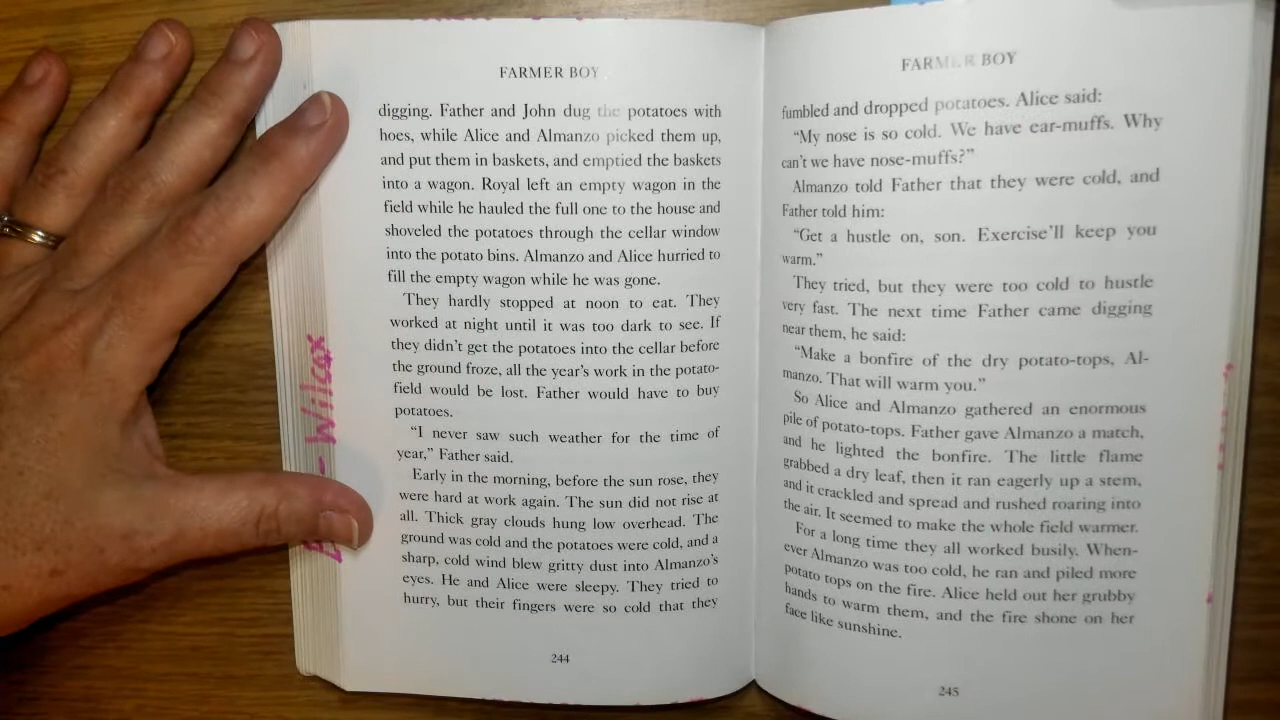 FARMER BOY
digging. Father and John dug the potatoes with
hoes, while Alice and Almanzo picked them up,
and put them in baskets, and emptied the baskets
into a wagon. Royal left an empty wagon in the
field while he hauled the full one to the house and
shoveled the potatoes through the cellar window
into the potato bins. Almanzo and Alice hurried to
fill the empty wagon while he was gone.
They hardly stopped at noon to eat. They
worked at night until it was too dark to see. If
they didn't get the potatoes into the cellar before
the ground froze, all the year's work in the potato-
field would be lost. Father would have to buy
potatoes.
"I never saw such weather for the time of
year," Father said.
Early in the morning, before the sun rose, they
were hard at work again. The sun did not rise at
all. Thick gray clouds hung low overhead. The
ground was cold and the potatoes were cold, and a
sharp, cold wind blew gritty dust into Almanzo's
eyes. He and Alice were sleepy. They tried to
hurry, but their fingers were so cold that they
244
Wilcox
FARMER BOY
fumbled and dropped potatoes. Alice said:
"My nose is so cold. We have ear-muffs. Why
can't we have nose-muffs?"
Almanzo told Father that they were cold, and
Father told him:
"Get a hustle on, son. Exercise'll keep you
warm."
They tried, but they were too cold to hustle
very fast. The next time Father came digging
near them, he said:
"Make a bonfire of the dry potato-tops, Al-
manzo. That will warm you."
So Alice and Almanzo gathered an enormous
pile of potato-tops. Father gave Almanzo a match,
and he lighted the bonfire. The little flame
grabbed a dry leaf, then it ran eagerly up a stem,
and it crackled and spread and rushed roaring into
the air. It seemed to make the whole field warmer.
For a long time they all worked busily. When-
ever Almanzo was too cold, he ran and piled more
potato tops on the fire. Alice held out her grubby
hands to warm them, and the fire shone on her
face like sunshine.
245